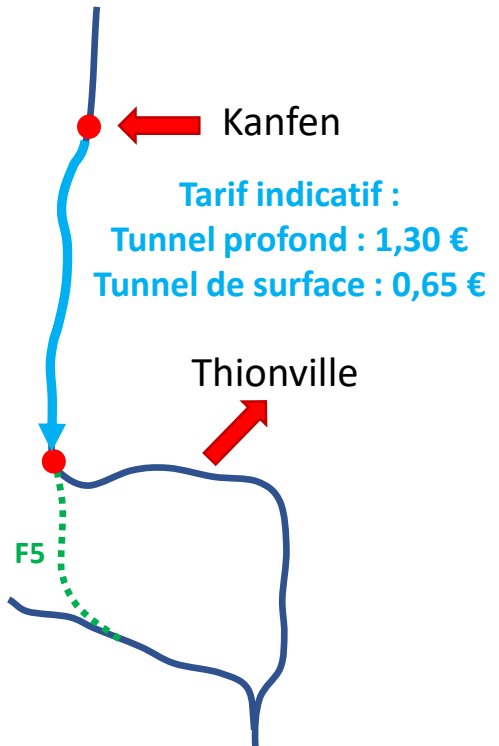 Kanfen
Tarif indicatif :
Tunnel profond : 1,30 €
Tunnel de surface : 0,65 €
Thionville
F5